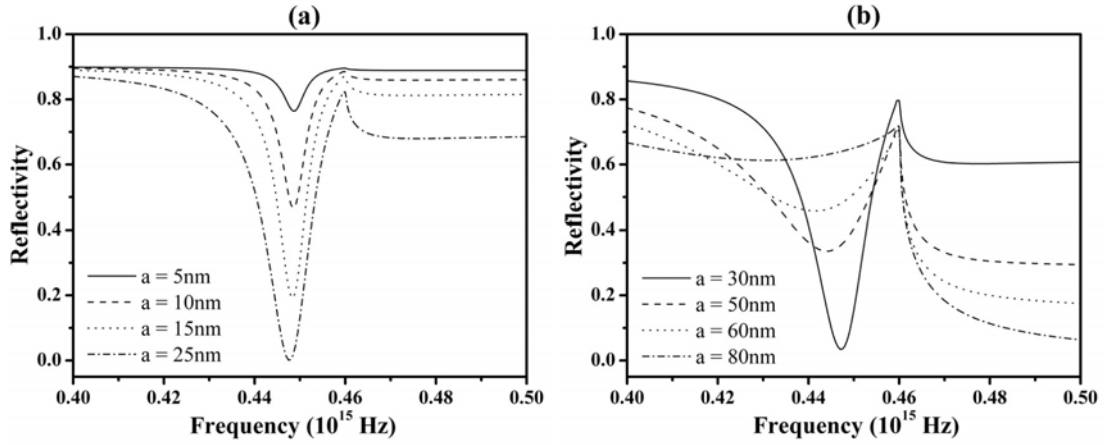 (a)
1.0
0.8
0.6
0.4
0.2
0.0
Reflectivity
a = 5nm
a = 10nm
a = 15nm
a = 25nm
0.40 0.42 0.44 0.46 0.48 0.50
Frequency (10¹⁵ Hz)
(b)
1.0
0.8
0.6
0.4
0.2
0.0
Reflectivity
a = 30nm
a = 50nm
a = 60nm
a = 80nm
0.40 0.42 0.44 0.46 0.48 0.50
Frequency (10¹⁵ Hz)